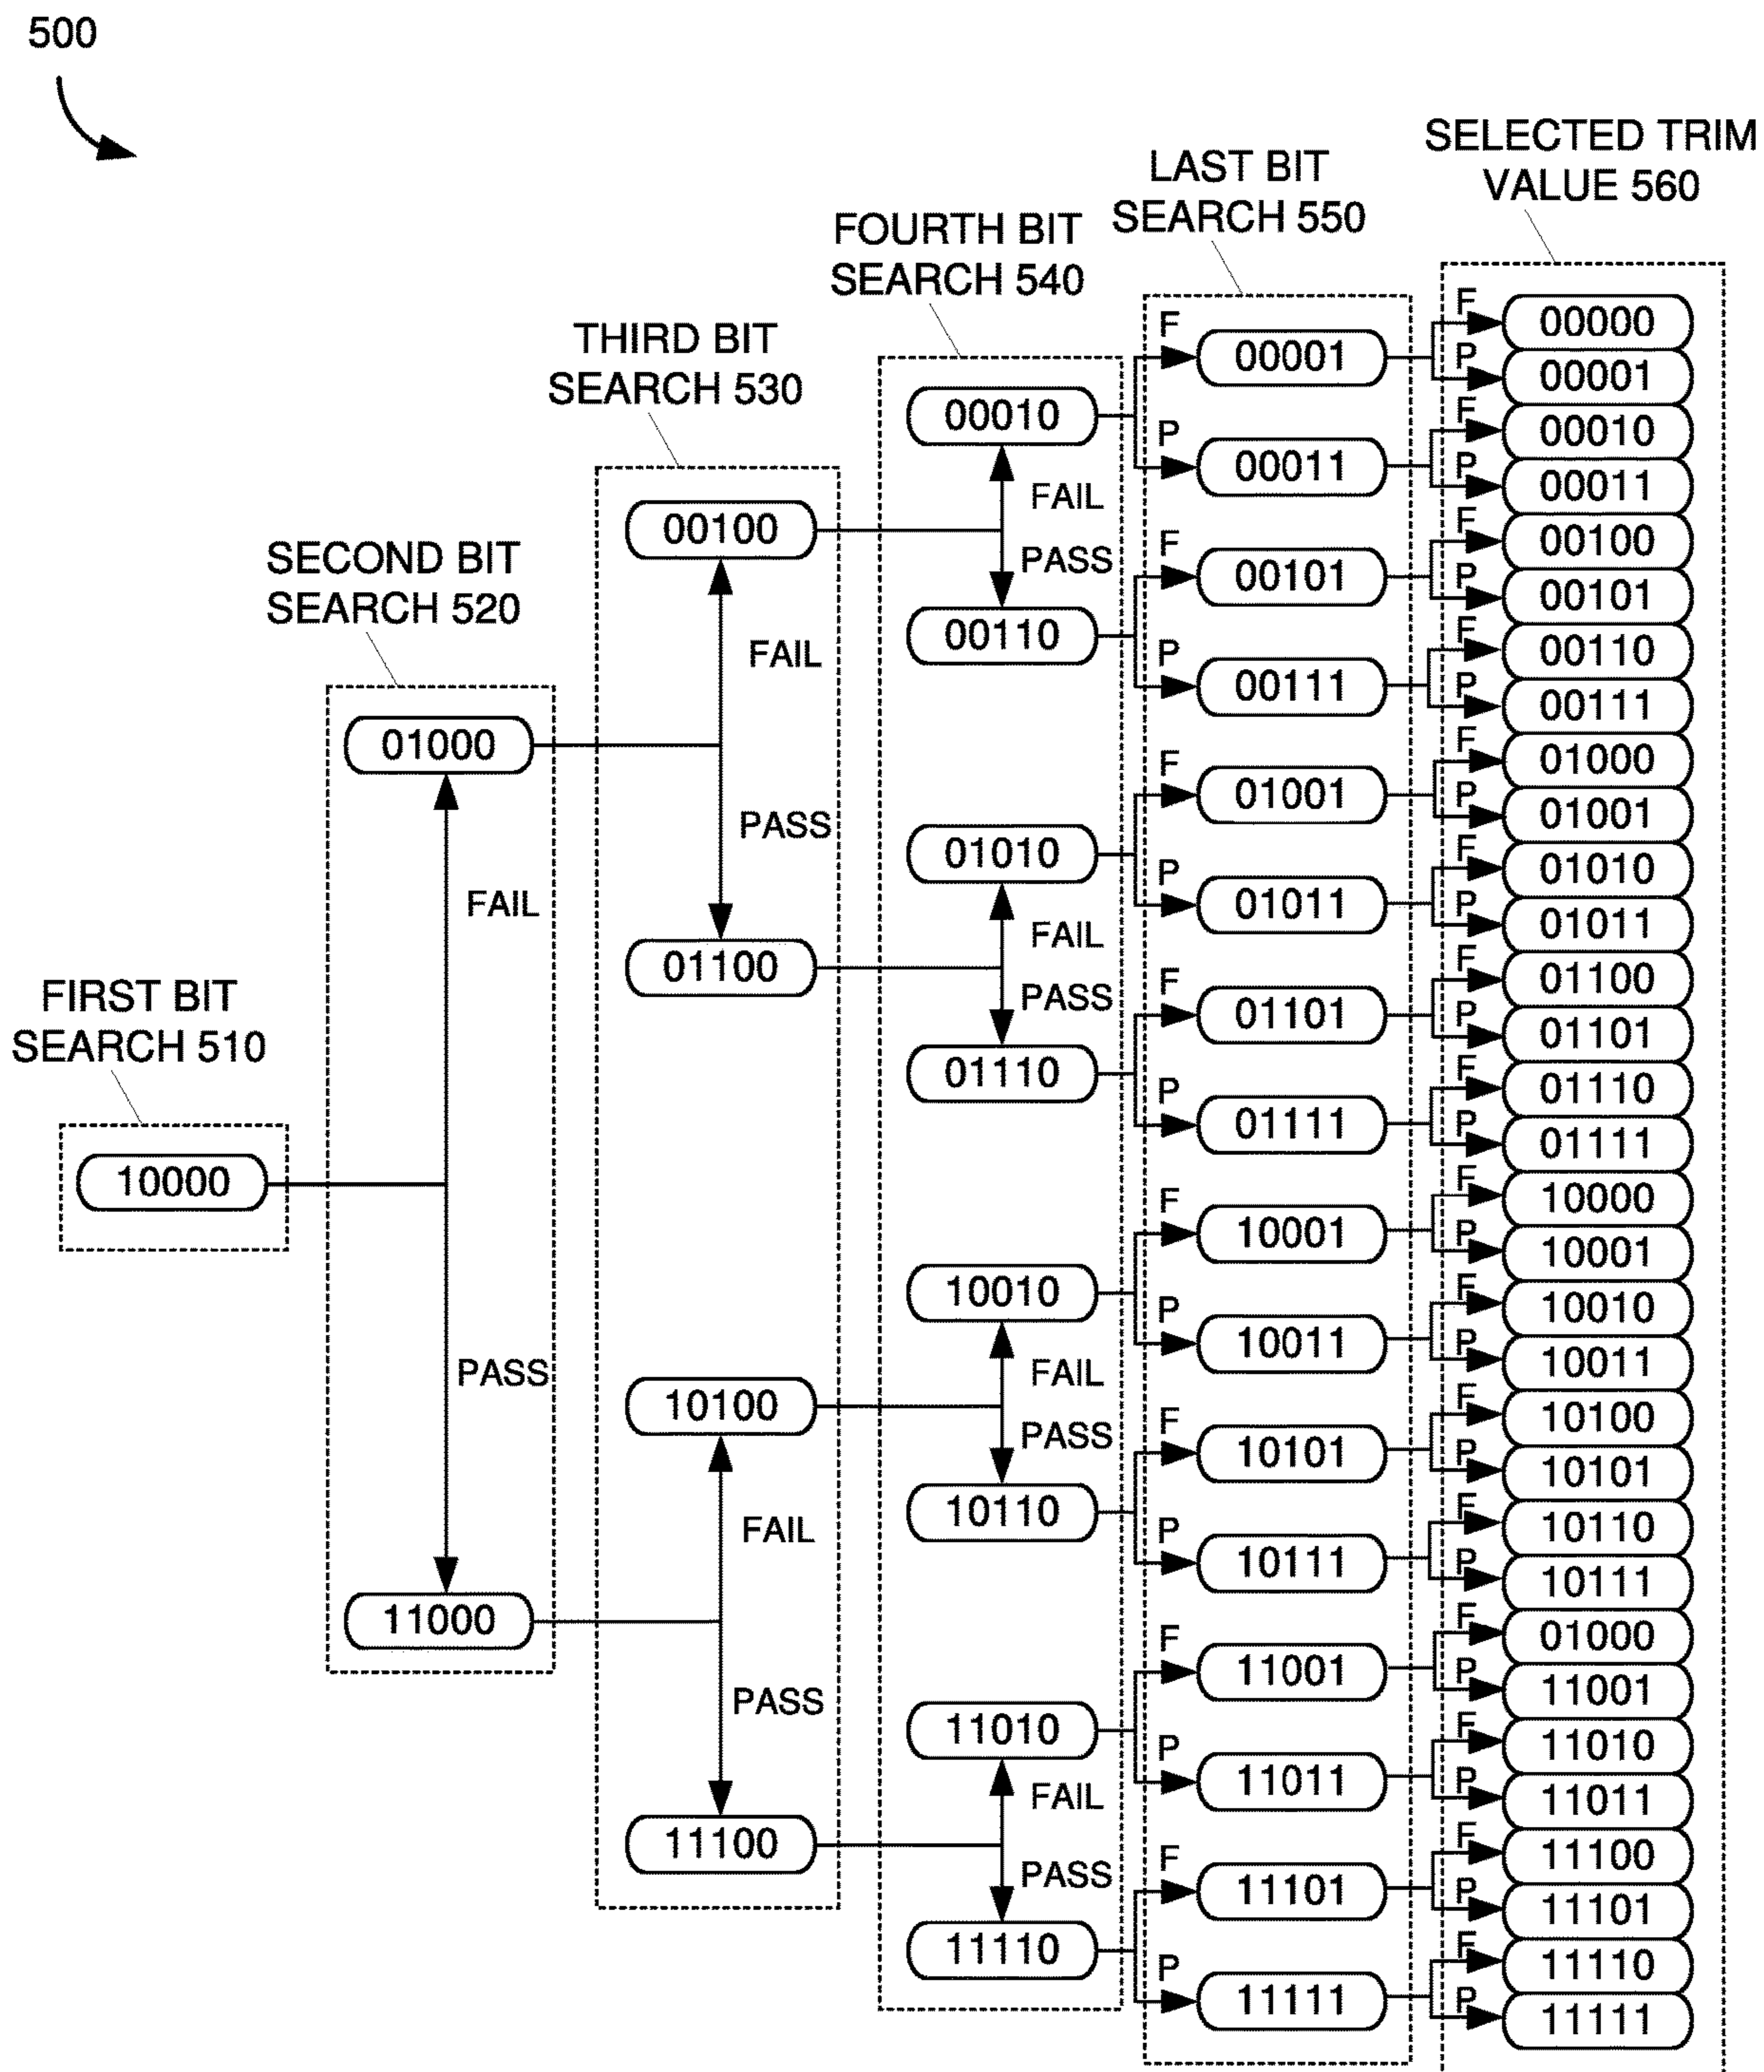 500
SELECTED TRIM
VALUE 560
LAST BIT
SEARCH 550
FOURTH BIT
SEARCH 540
THIRD BIT
SEARCH 530
SECOND BIT
SEARCH 520
FIRST BIT
SEARCH 510
10000
01000
FAIL
PASS
11000
00100
FAIL
PASS
01100
10100
FAIL
PASS
11100
00010
FAIL
PASS
00110
01010
FAIL
PASS
01110
10010
FAIL
PASS
10110
11010
FAIL
PASS
11110
F
00001
P
00011
F
00101
P
00111
F
01001
P
01011
F
01101
P
01111
F
10001
P
10011
F
10101
P
10111
F
11001
P
11011
F
11101
P
11111
F
00000
P
00001
F
00010
P
00011
F
00100
P
00101
F
00110
P
00111
F
01000
P
01001
F
01010
P
01011
F
01100
P
01101
F
01110
P
01111
F
10000
P
10001
F
10010
P
10011
F
10100
P
10101
F
10110
P
10111
F
01000
P
11001
F
11010
P
11011
F
11100
P
11101
F
11110
P
11111